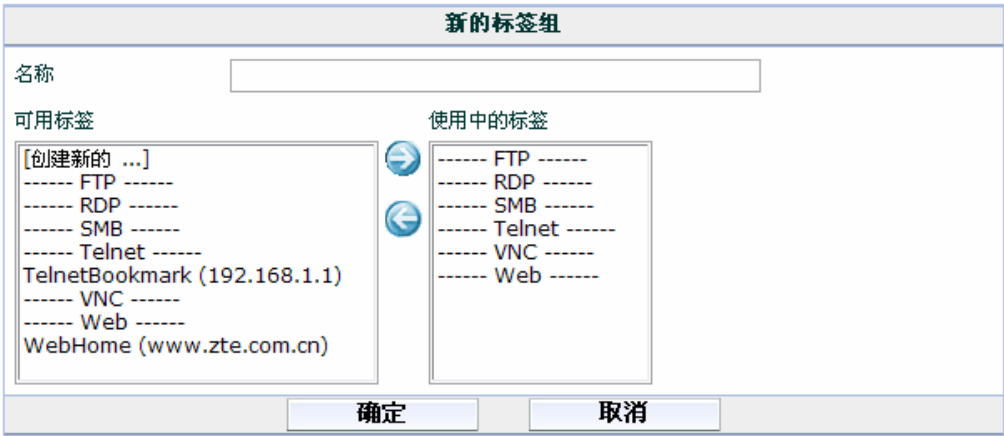 新的标签组
名称
可用标签
使用中的标签
[创建新的 ...]
------ FTP ------
------ RDP ------
------ SMB ------
------ Telnet ------
TelnetBookmark (192.168.1.1)
------ VNC ------
------ Web ------
WebHome (www.zte.com.cn)
------ FTP ------
------ RDP ------
------ SMB ------
------ Telnet ------
------ VNC ------
------ Web ------
确定
取消